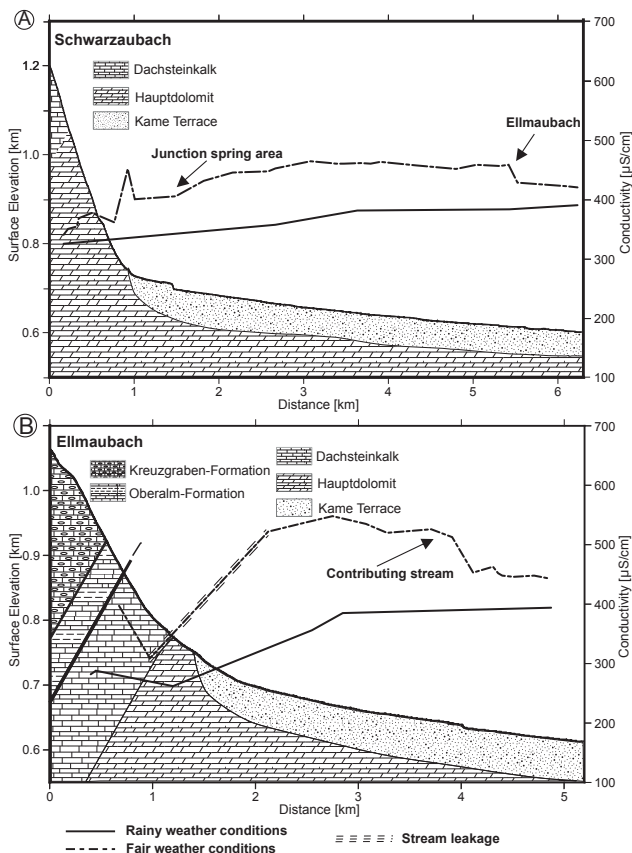 A
Schwarzaubach
Dachsteinkalk
Hauptdolomit
Kame Terrace
Junction spring area
Ellmaubach
Surface Elevation [km]
1.2
1.0
0.8
0.6
Conductivity [µS/cm]
700
600
500
400
300
200
100
0 1 2 3 4 5 6
Distance [km]
B
Ellmaubach
Kreuzgraben-Formation
Oberalm-Formation
Dachsteinkalk
Hauptdolomit
Kame Terrace
Contributing stream
Surface Elevation [km]
1.0
0.9
0.8
0.7
0.6
Conductivity [µS/cm]
700
600
500
400
300
200
100
0 1 2 3 4 5
Distance [km]
Rainy weather conditions
Fair weather conditions
Stream leakage